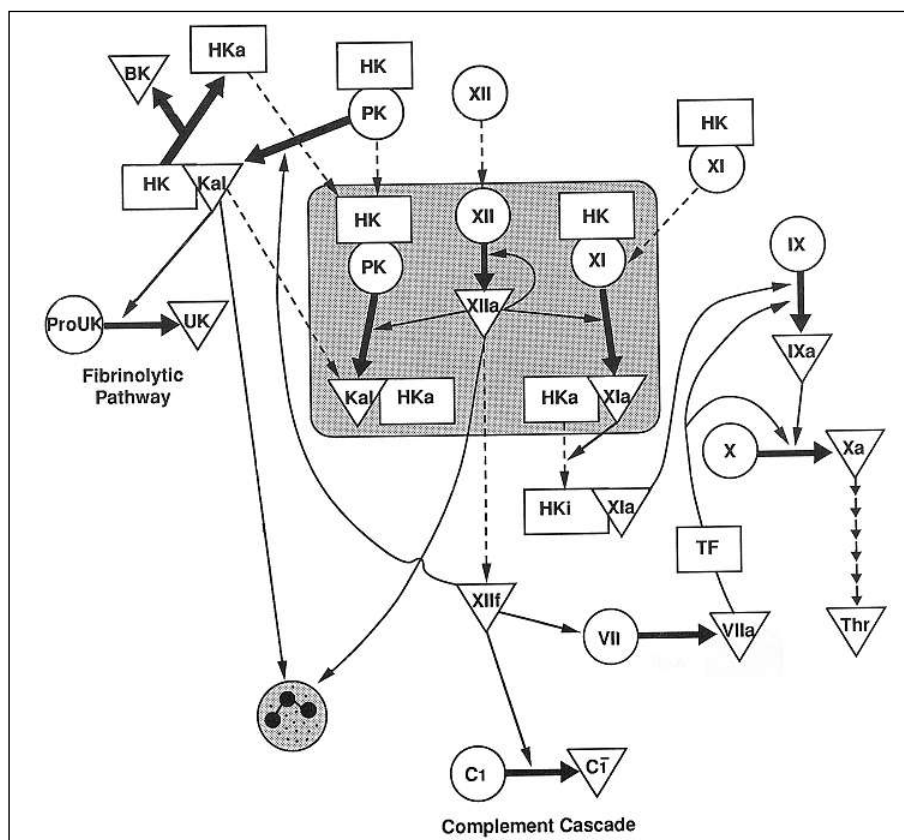 HKa
BK
HK
PK
XII
HK
XI
HK
Kal
HK
XII
HK
PK
XI
XIIa
IX
ProUK
UK
IXa
Fibrinolytic
Pathway
Kal
HKa
HKa
XIa
X
Xa
HKi
XIa
TF
XIIf
VII
VIIa
Thr
C1
C1̅
Complement Cascade